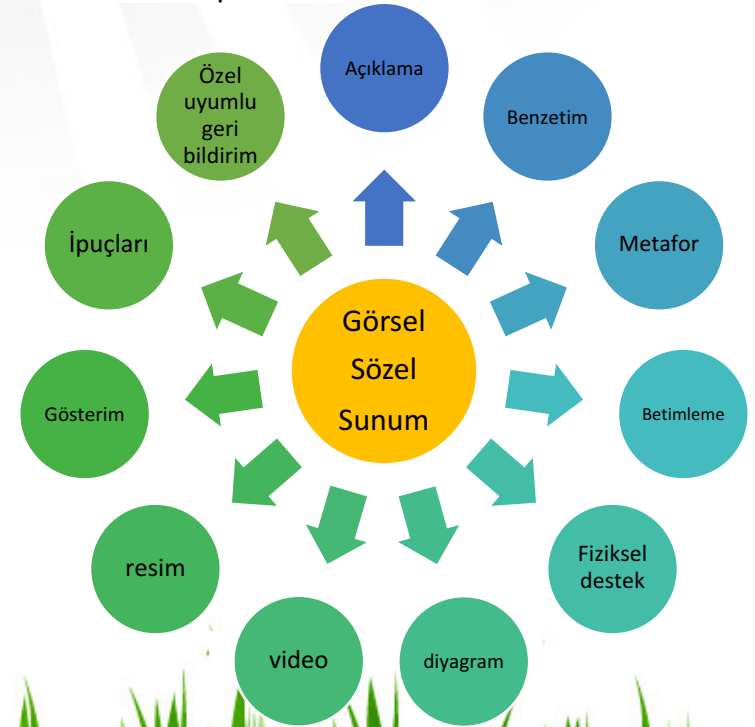 Açıklama
Benzetim
Metafor
Betimleme
Fiziksel
destek
diyagram
video
resim
Gösterim
İpuçları
Özel
uyumlu
geri
bildirim
Görsel
Sözel
Sunum